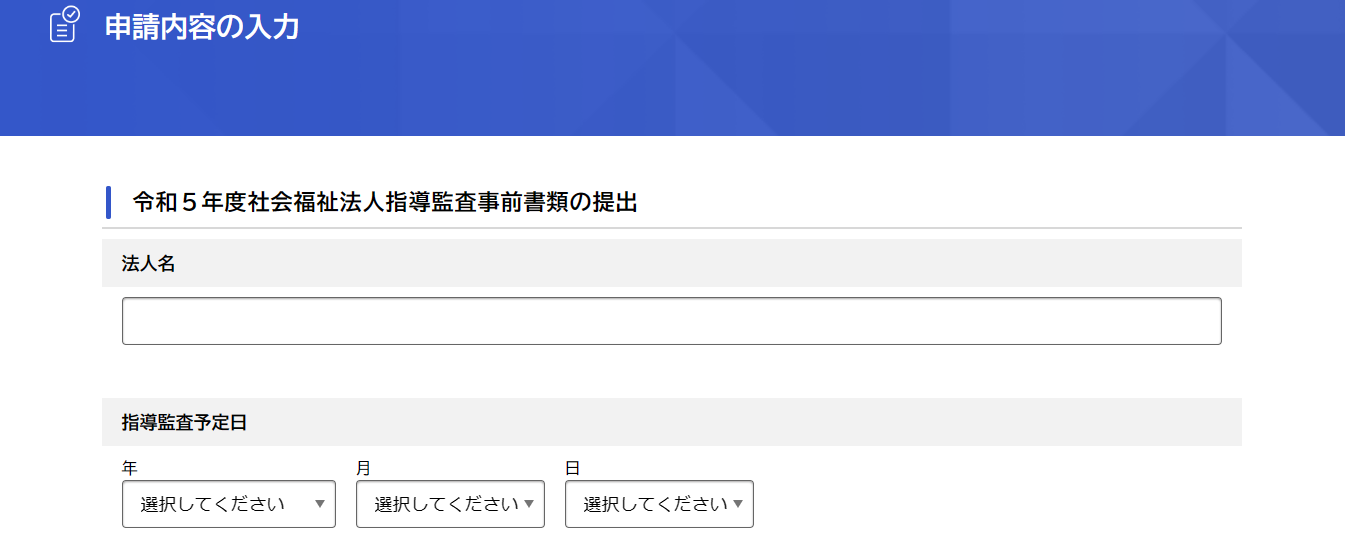 申請内容の入力
令和５年度社会福祉法人指導監査事前書類の提出
法人名
指導監査予定日
年 月 日
選択してください 選択してください 選択してください